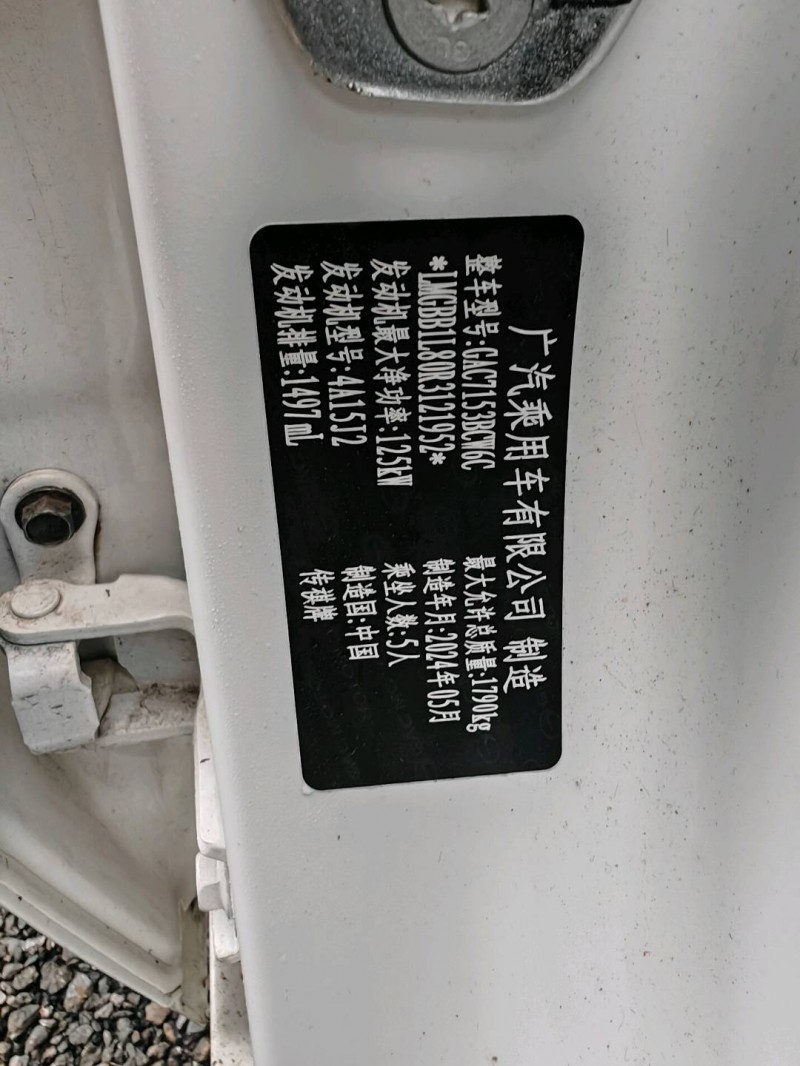 广汽乘用车有限公司 制造
整车型号:GAC7153BCW6C 最大允许总质量:1790kg
*LMGBB1L80R3121952* 制造年月:2024年05月
发动机最大净功率:125kW 乘坐人数:5人
发动机型号:4A15J2 制造国:中国
发动机排量:1497mL 传祺牌